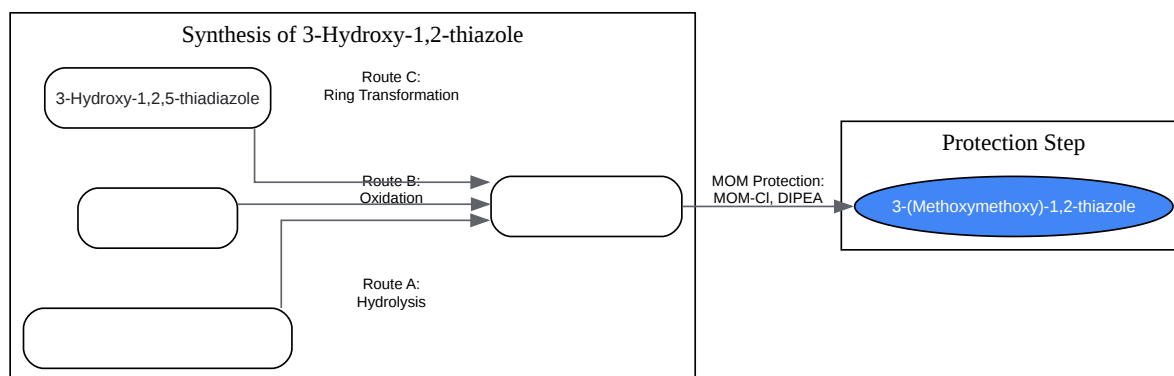 Synthesis of 3-Hydroxy-1,2-thiazole
3-Hydroxy-1,2,5-thiadiazole
Route C:
Ring Transformation
Route B:
Oxidation
Route A:
Hydrolysis
MOM Protection:
MOM-Cl, DIPEA
Protection Step
3-(Methoxymethoxy)-1,2-thiazole